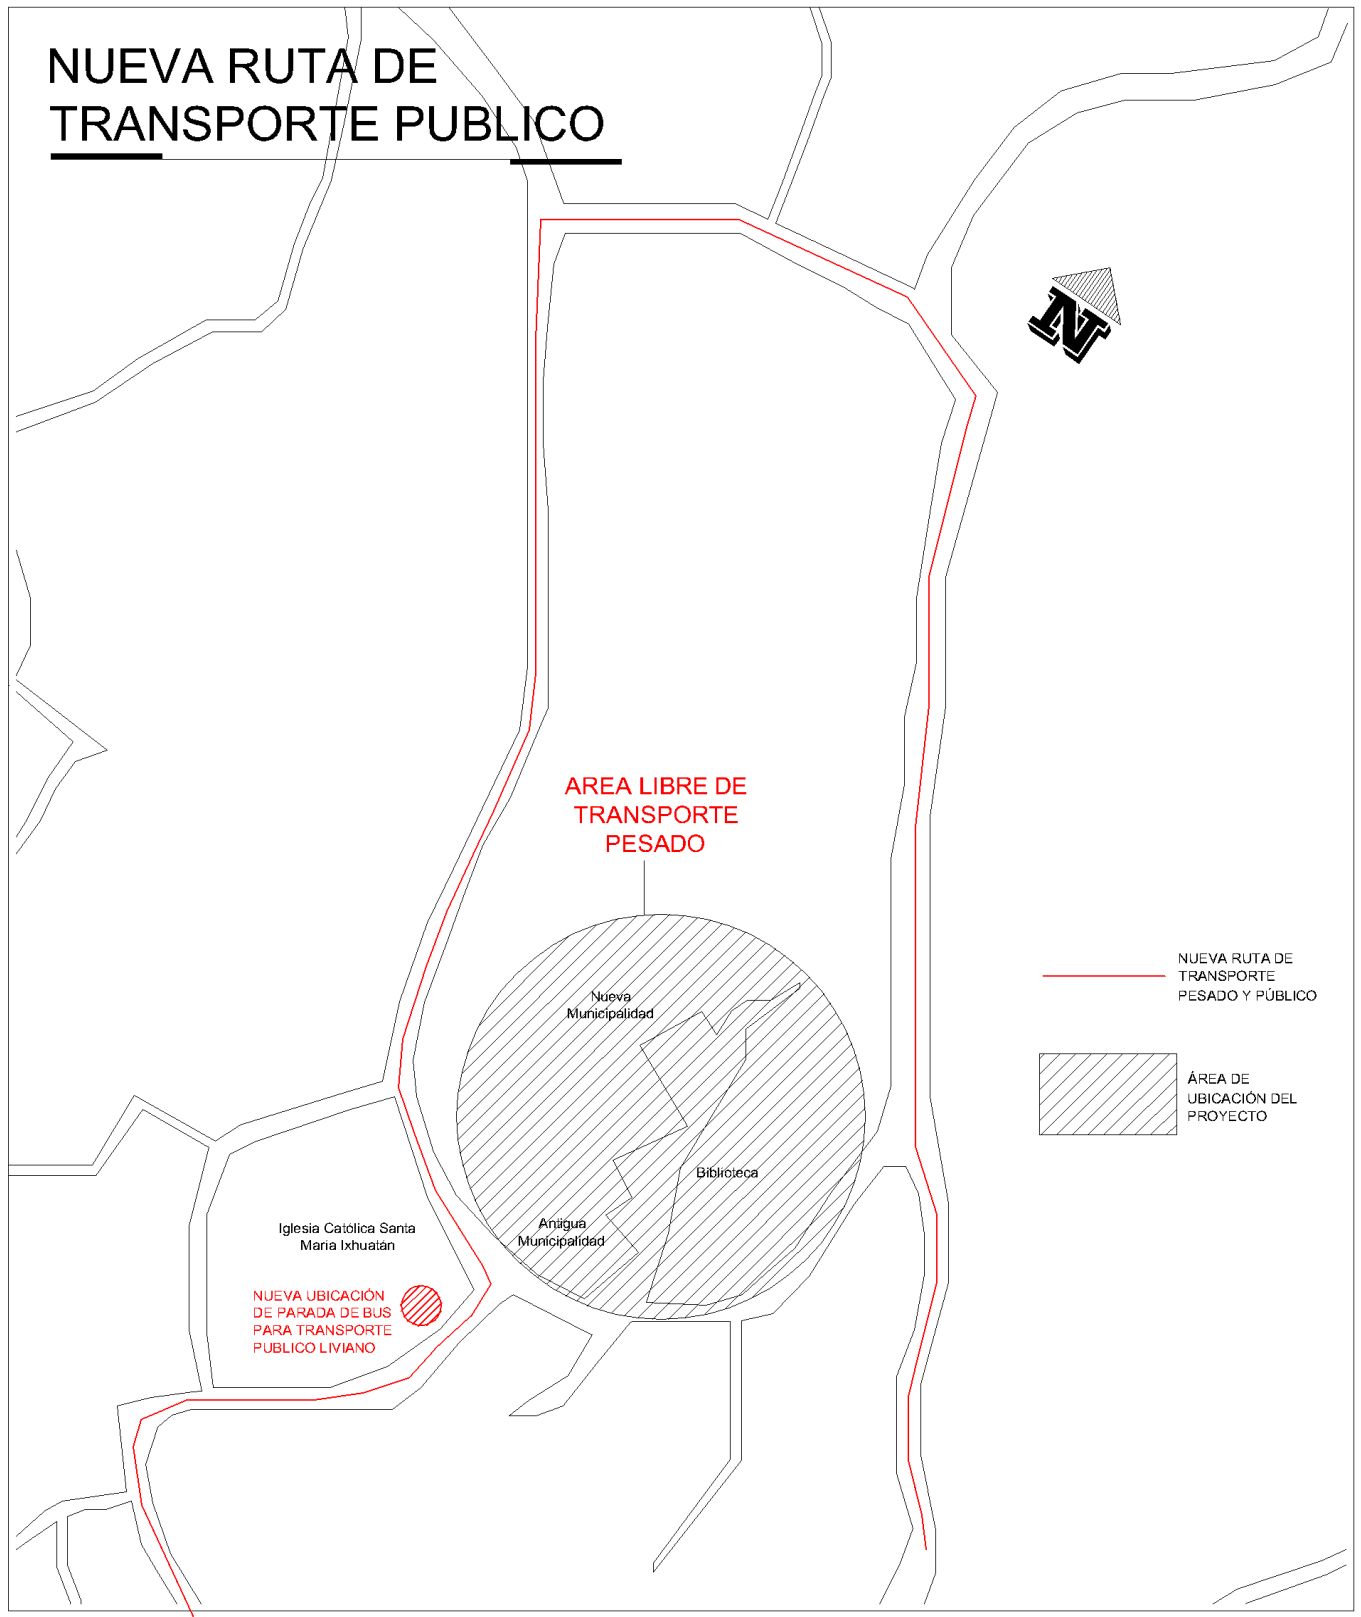 NUEVA RUTA DE
TRANSPORTE PUBLICO
N
AREA LIBRE DE
TRANSPORTE
PESADO
NUEVA RUTA DE
TRANSPORTE
PESADO Y PÚBLICO
Nueva
Municipalidad
ÁREA DE
UBICACIÓN DEL
PROYECTO
Biblioteca
Antigua
Municipalidad
Iglesia Católica Santa
Maria Ixhuatán
NUEVA UBICACIÓN
DE PARADA DE BUS
PARA TRANSPORTE
PUBLICO LIVIANO